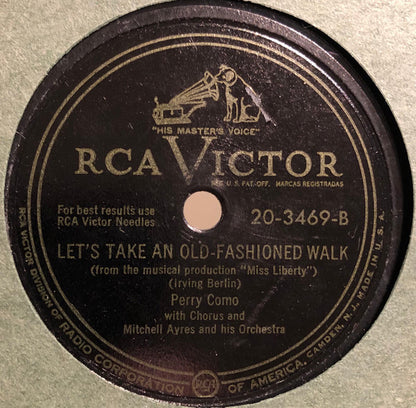 "HIS MASTER'S VOICE"
RCA VICTOR
REG. U. S. PAT. OFF. MARCAS REGISTRADAS
For best results use
RCA Victor Needles
20-3469-B
LET'S TAKE AN OLD-FASHIONED WALK
(from the musical production "Miss Liberty")
(Irving Berlin)
Perry Como
with Chorus and
Mitchell Ayres and his Orchestra
RCA VICTOR DIVISION OF RADIO CORPORATION OF AMERICA, CAMDEN, N. J. MADE IN U. S. A.
RCA